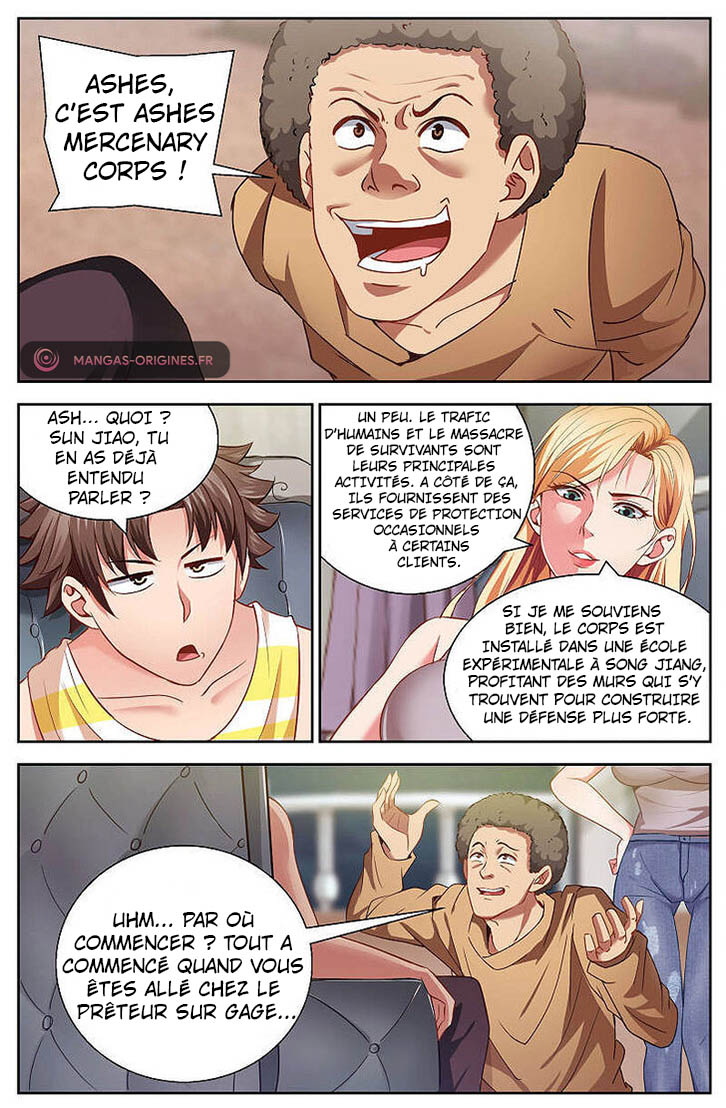 ASHES,
C'EST ASHES
MERCENARY
CORPS !
MANGAS-ORIGINES.FR
ASH... QUOI ?
SUN JIAO, TU
EN AS DÉJÀ
ENTENDU
PARLER ?
UN PEU. LE TRAFIC
D'HUMAINS ET LE MASSACRE
DE SURVIVANTS SONT
LEURS PRINCIPALES
ACTIVITÉS. A CÔTÉ DE ÇA,
ILS FOURNISSENT DES
SERVICES DE PROTECTION
OCCASIONNELS
À CERTAINS
CLIENTS.
SI JE ME SOUVIENS
BIEN, LE CORPS EST
INSTALLÉ DANS UNE ÉCOLE
EXPÉRIMENTALE À SONG JIANG,
PROFITANT DES MURS QUI S'Y
TROUVENT POUR CONSTRUIRE
UNE DÉFENSE PLUS FORTE.
UHM... PAR OÙ
COMMENCER ? TOUT A
COMMENCÉ QUAND VOUS
ÊTES ALLÉ CHEZ LE
PRÊTEUR SUR GAGE...